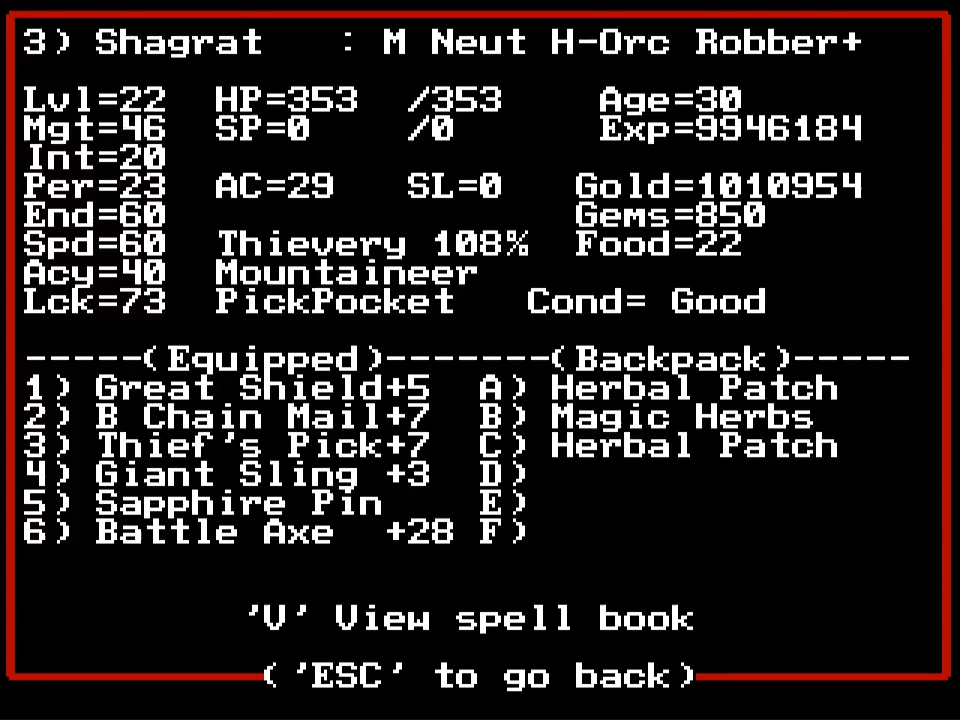 3) Shagrat   : M Neut H-Orc Robber+
Lvl=22  HP=353  /353    Age=30
Mgt=46  SP=0    /0      Exp=9946184
Int=20
Per=23  AC=29   SL=0   Gold=1010954
End=60                 Gems=850
Spd=60  Thievery 108%  Food=22
Acy=40  Mountaineer
Lck=73  PickPocket   Cond= Good
-----(Equipped)-------(Backpack)-----
1) Great Shield+5  A) Herbal Patch
2) B Chain Mail+7  B) Magic Herbs
3) Thief's Pick+7  C) Herbal Patch
4) Giant Sling +3  D)
5) Sapphire Pin    E)
6) Battle Axe  +28 F)
'V' View spell book
('ESC' to go back)